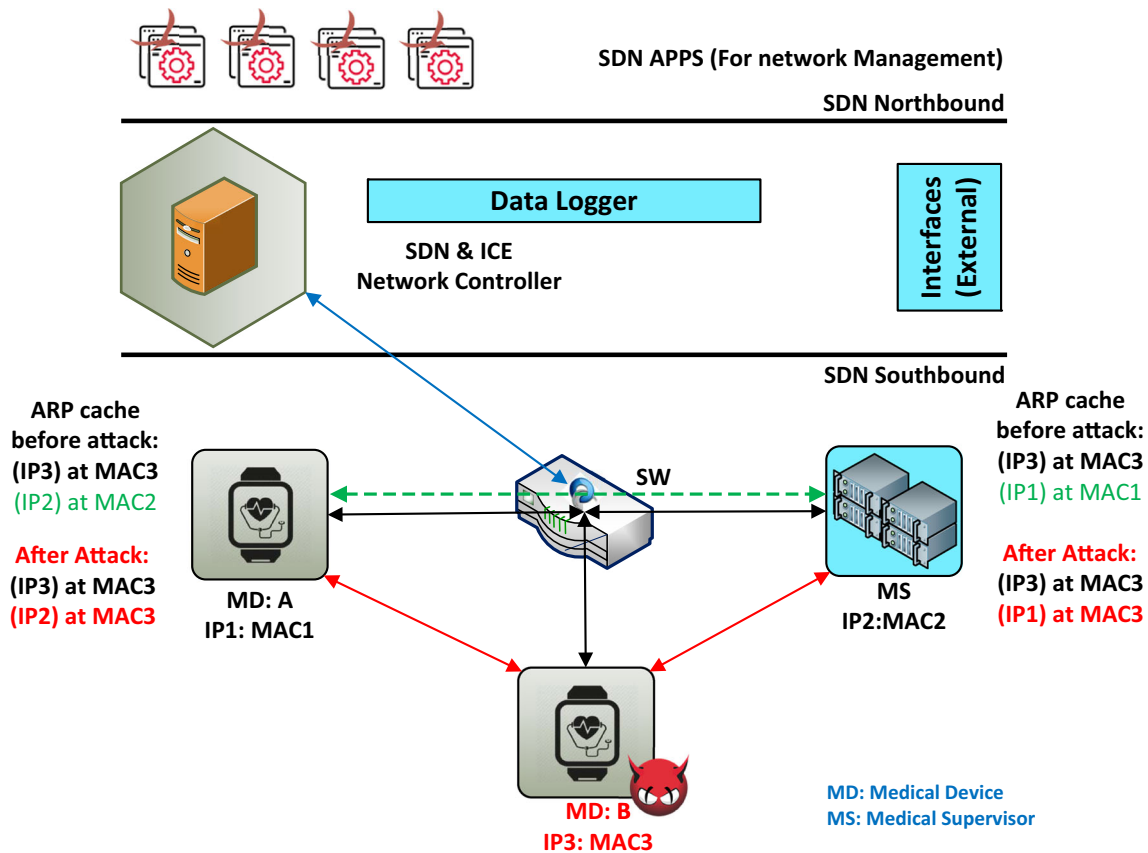 SDN APPS (For network Management)
SDN Northbound
Data Logger
Interfaces
(External)
SDN & ICE
Network Controller
SDN Southbound
ARP cache
before attack:
(IP3) at MAC3
(IP2) at MAC2
After Attack:
(IP3) at MAC3
(IP2) at MAC3
SW
ARP cache
before attack:
(IP3) at MAC3
(IP1) at MAC1
After Attack:
(IP3) at MAC3
(IP1) at MAC3
MD: A
IP1: MAC1
MS
IP2:MAC2
MD: B
IP3: MAC3
MD: Medical Device
MS: Medical Supervisor